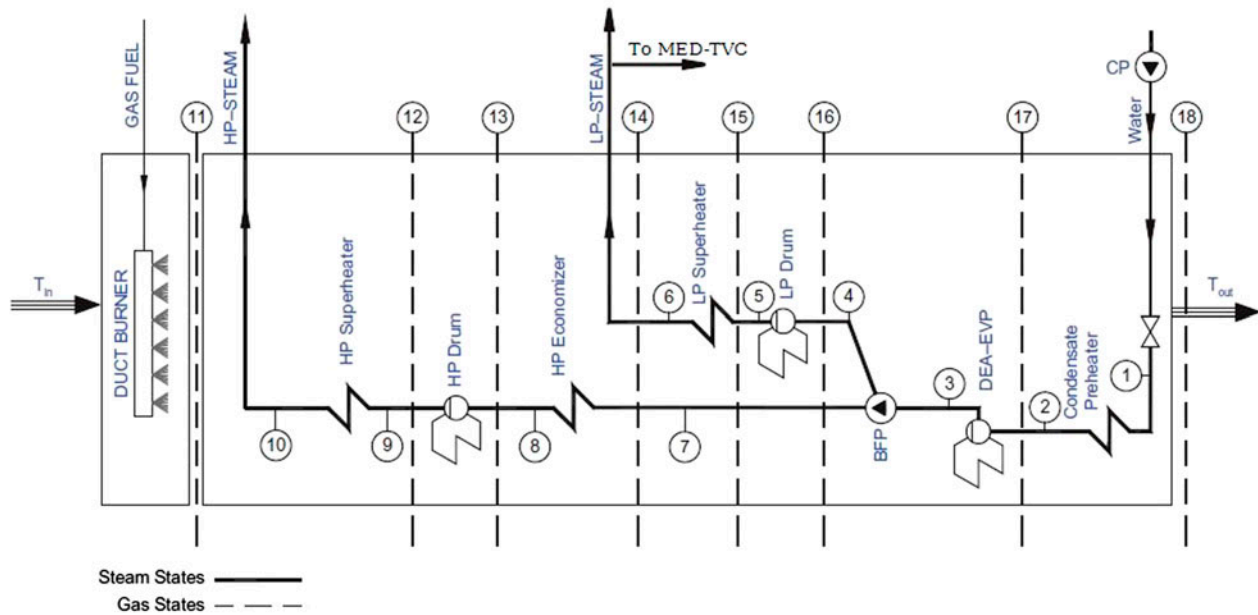 GAS FUEL
11
HP–STEAM
12
13
LP–STEAM
To MED-TVC
14
15
16
17
CP
Water
18
T_in
DUCT BURNER
HP Superheater
HP Drum
HP Economizer
6
LP Superheater
5
LP Drum
4
DEA–EVP
Condensate
Preheater
1
T_out
10
9
8
7
BFP
3
2
Steam States
Gas States